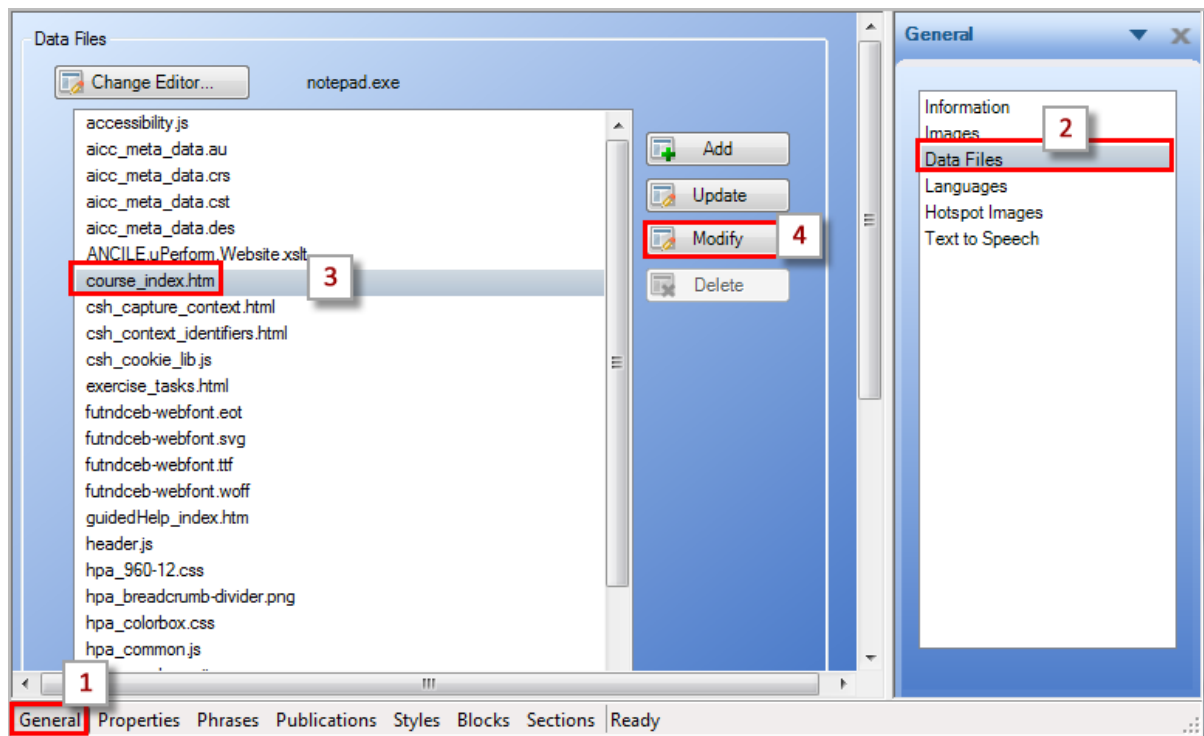 Data Files
Change Editor...
notepad.exe
accessibility.js
aicc_meta_data.au
aicc_meta_data.crs
aicc_meta_data.cst
aicc_meta_data.des
ANCILE.uPerform.Website.xslt
course_index.htm
3
csh_capture_context.html
csh_context_identifiers.html
csh_cookie_lib.js
exercise_tasks.html
futndceb-webfont.eot
futndceb-webfont.svg
futndceb-webfont.ttf
futndceb-webfont.woff
guidedHelp_index.htm
header.js
hpa_960-12.css
hpa_breadcrumb-divider.png
hpa_colorbox.css
hpa_common.js
Add
Update
Modify
4
Delete
General
Information
Images
2
Data Files
Languages
Hotspot Images
Text to Speech
1
General Properties Phrases Publications Styles Blocks Sections Ready